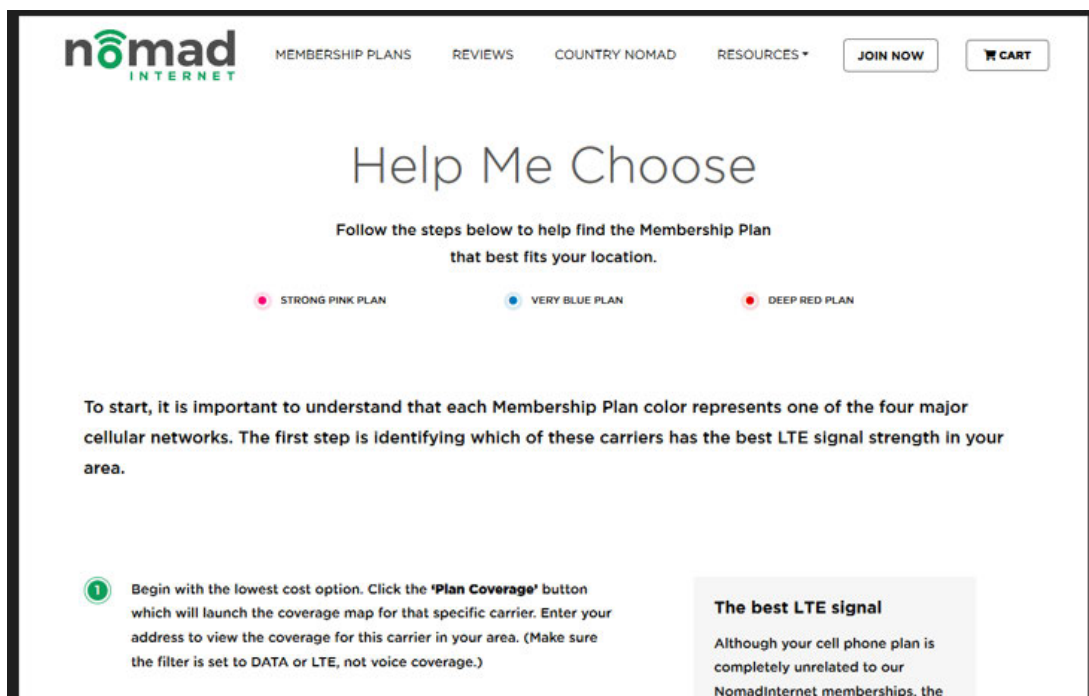 nomad
INTERNET
MEMBERSHIP PLANS
REVIEWS
COUNTRY NOMAD
RESOURCES
JOIN NOW
CART
Help Me Choose
Follow the steps below to help find the Membership Plan
that best fits your location.
STRONG PINK PLAN
VERY BLUE PLAN
DEEP RED PLAN
To start, it is important to understand that each Membership Plan color represents one of the four major
cellular networks. The first step is identifying which of these carriers has the best LTE signal strength in your
area.
1
Begin with the lowest cost option. Click the 'Plan Coverage' button
which will launch the coverage map for that specific carrier. Enter your
address to view the coverage for this carrier in your area. (Make sure
the filter is set to DATA or LTE, not voice coverage.)
The best LTE signal
Although your cell phone plan is
completely unrelated to our
NomadInternet memberships, the